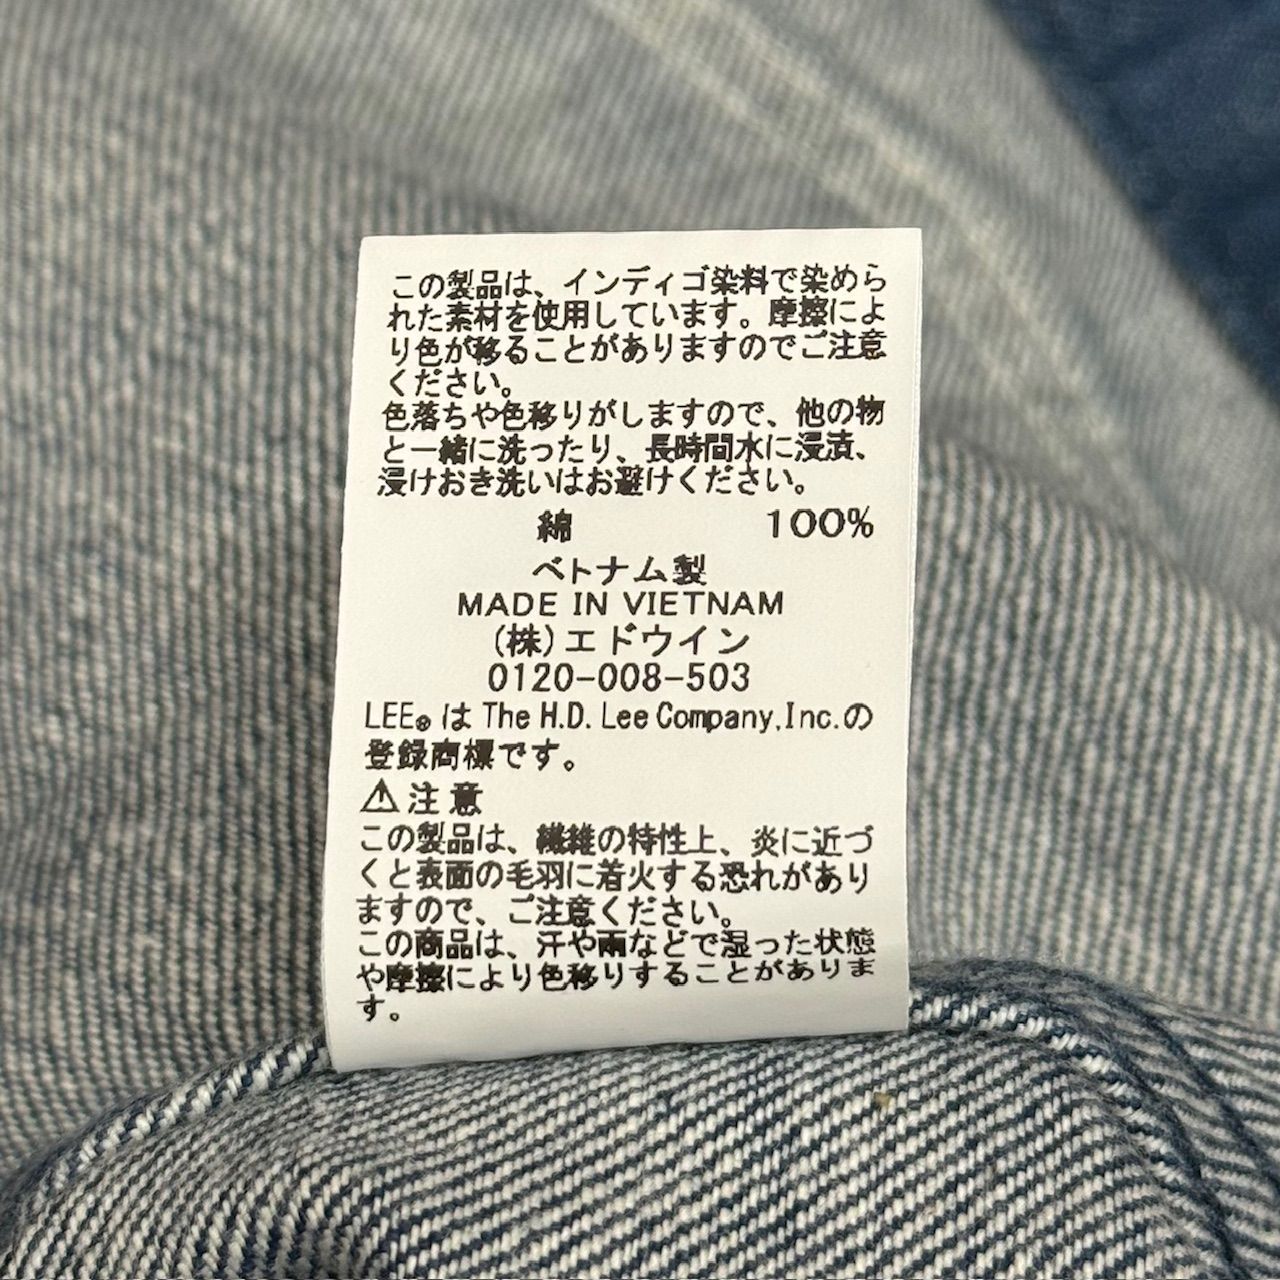 この製品は、インディゴ染料で染めら
れた素材を使用しています。摩擦によ
り色が移ることがありますのでご注意
ください。
色落ちや色移りがしますので、他の物
と一緒に洗ったり、長時間水に浸漬、
浸けおき洗いはお避けください。
綿 100%
ベトナム製
MADE IN VIETNAM
(株)エドウイン
0120-008-503
LEE® は The H.D. Lee Company,Inc.の
登録商標です。
⚠注意
この製品は、繊維の特性上、炎に近づ
くと表面の毛羽に着火する恐れがあり
ますので、ご注意ください。
この商品は、汗や雨などで湿った状態
や摩擦により色移りすることがありま
す。